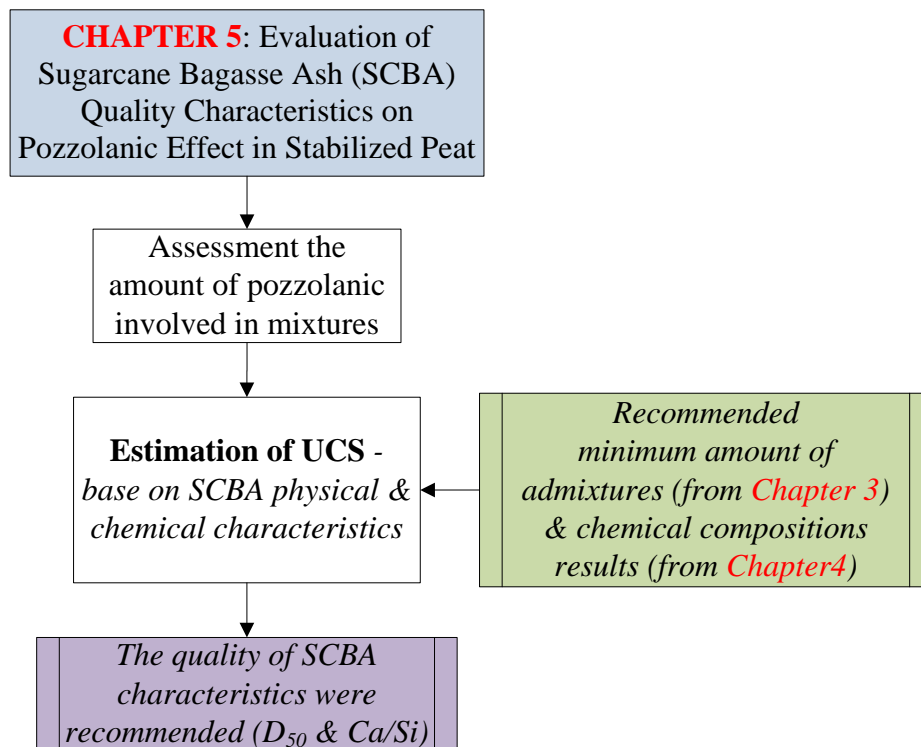 CHAPTER 5: Evaluation of
Sugarcane Bagasse Ash (SCBA)
Quality Characteristics on
Pozzolanic Effect in Stabilized Peat
Assessment the
amount of pozzolanic
involved in mixtures
Estimation of UCS -
base on SCBA physical &
chemical characteristics
Recommended
minimum amount of
admixtures (from Chapter 3)
& chemical compositions
results (from Chapter4)
The quality of SCBA
characteristics were
recommended (D50 & Ca/Si)